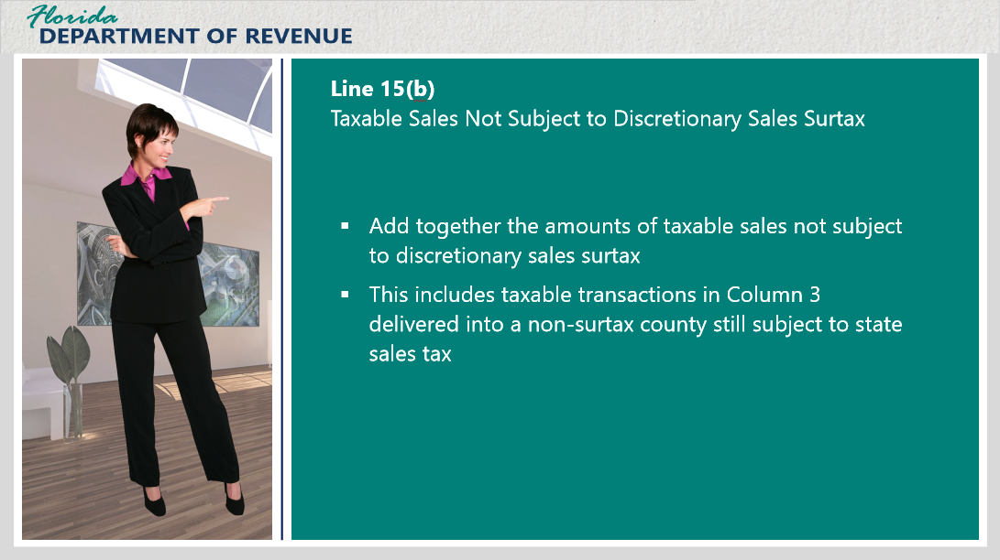 Florida
DEPARTMENT OF REVENUE
Line 15(b)
Taxable Sales Not Subject to Discretionary Sales Surtax
▪ Add together the amounts of taxable sales not subject
to discretionary sales surtax
▪ This includes taxable transactions in Column 3
delivered into a non-surtax county still subject to state
sales tax